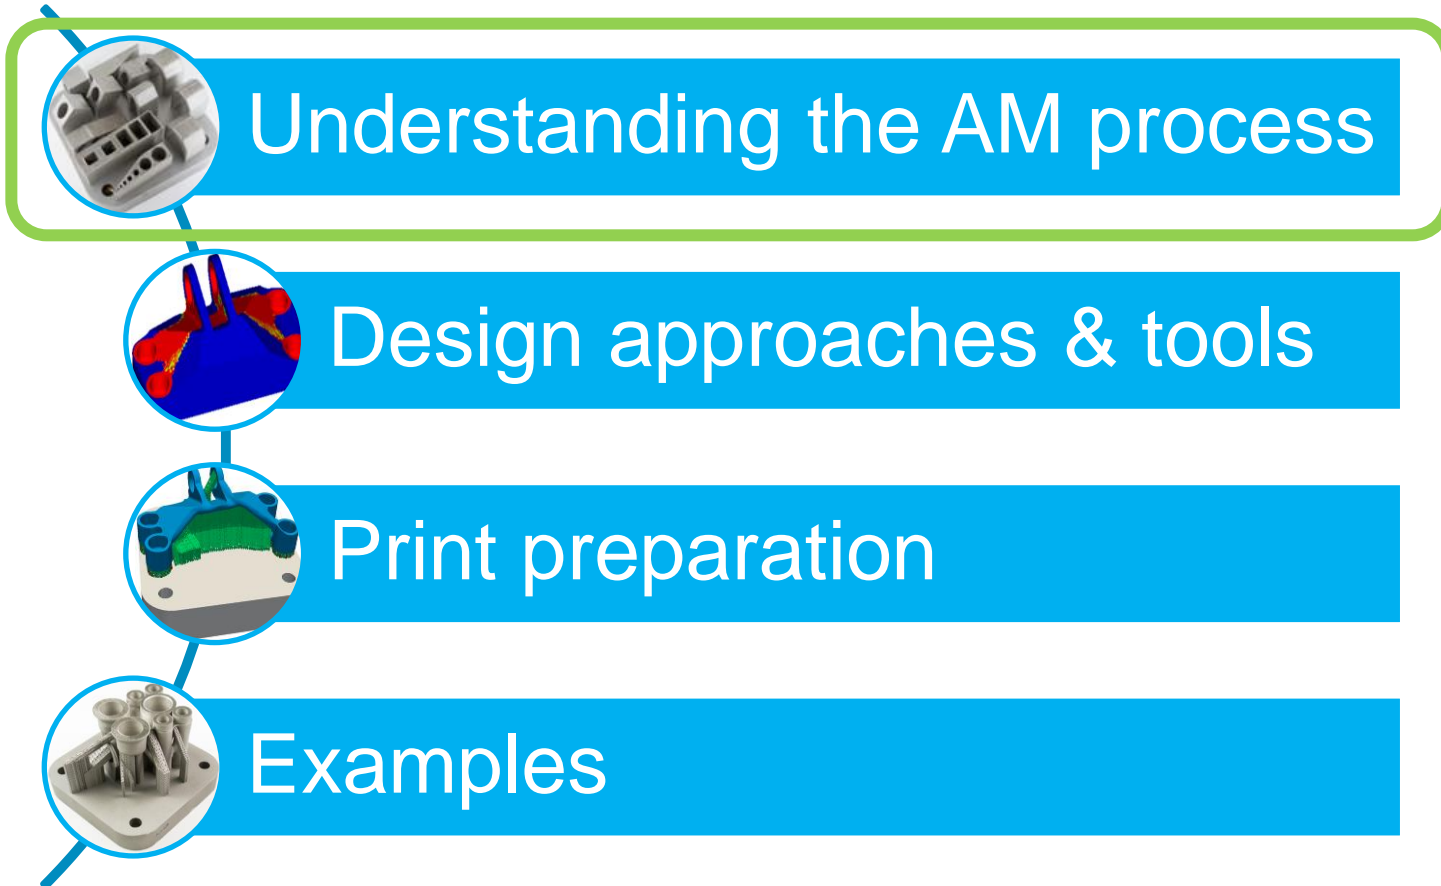 Understanding the AM process
Design approaches & tools
Print preparation
Examples